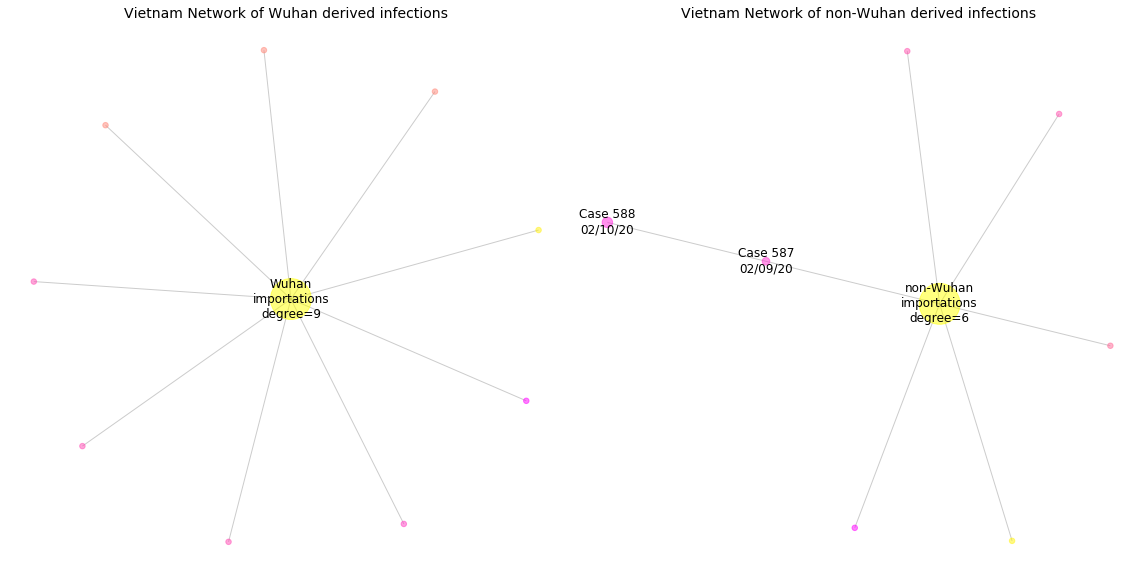 Vietnam Network of Wuhan derived infections
Wuhan
importations
degree=9
Vietnam Network of non-Wuhan derived infections
Case 588
02/10/20
Case 587
02/09/20
non-Wuhan
importations
degree=6